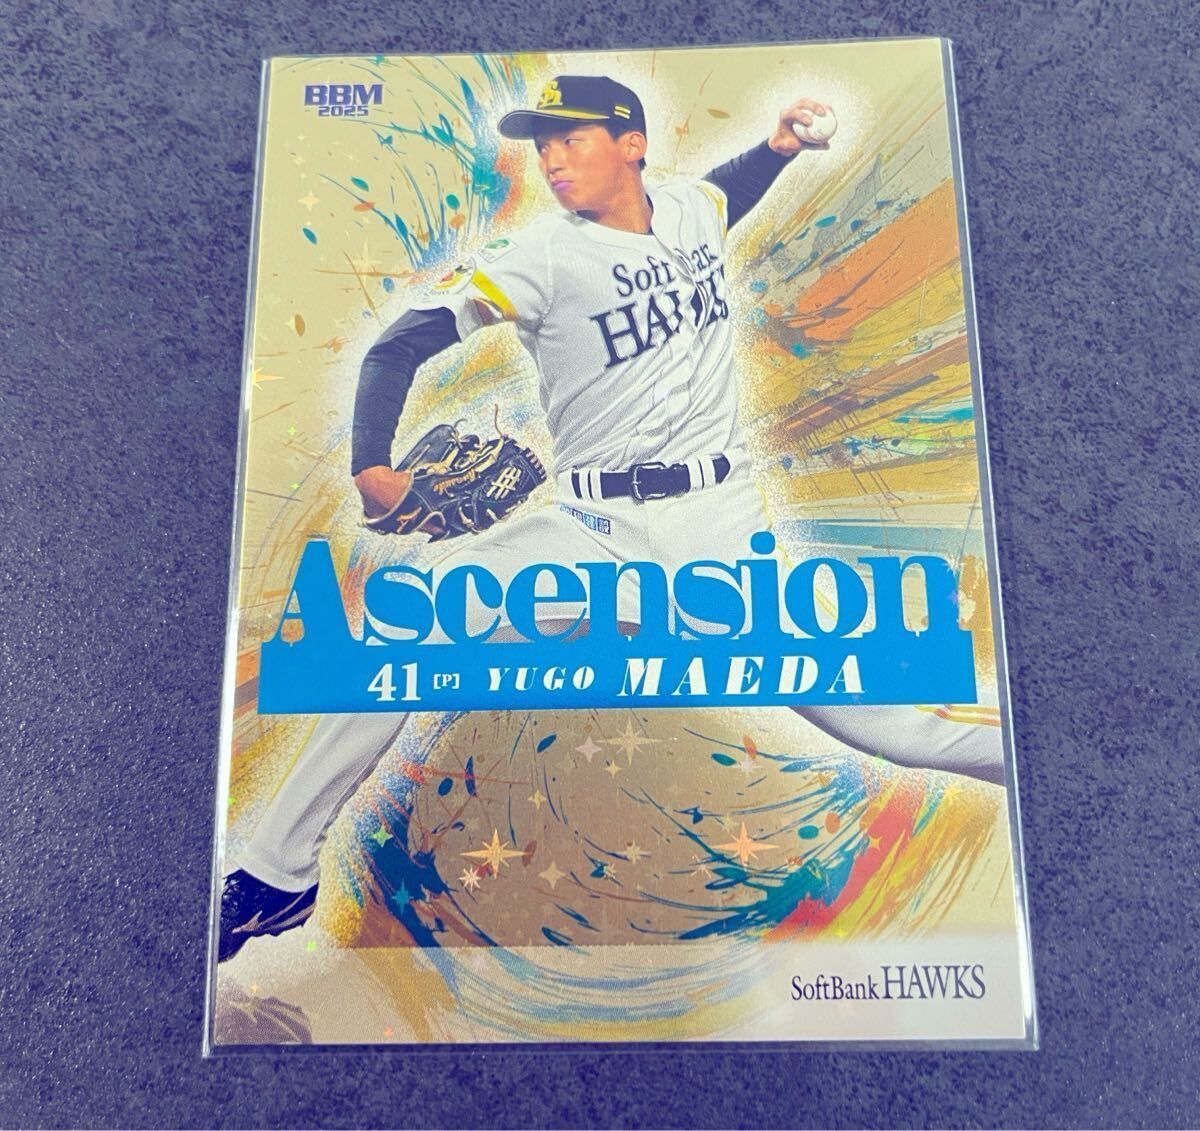 BBM
2025
SoftBank
HAWKS
Ascension
41 [P] YUGO MAEDA
SoftBank HAWKS